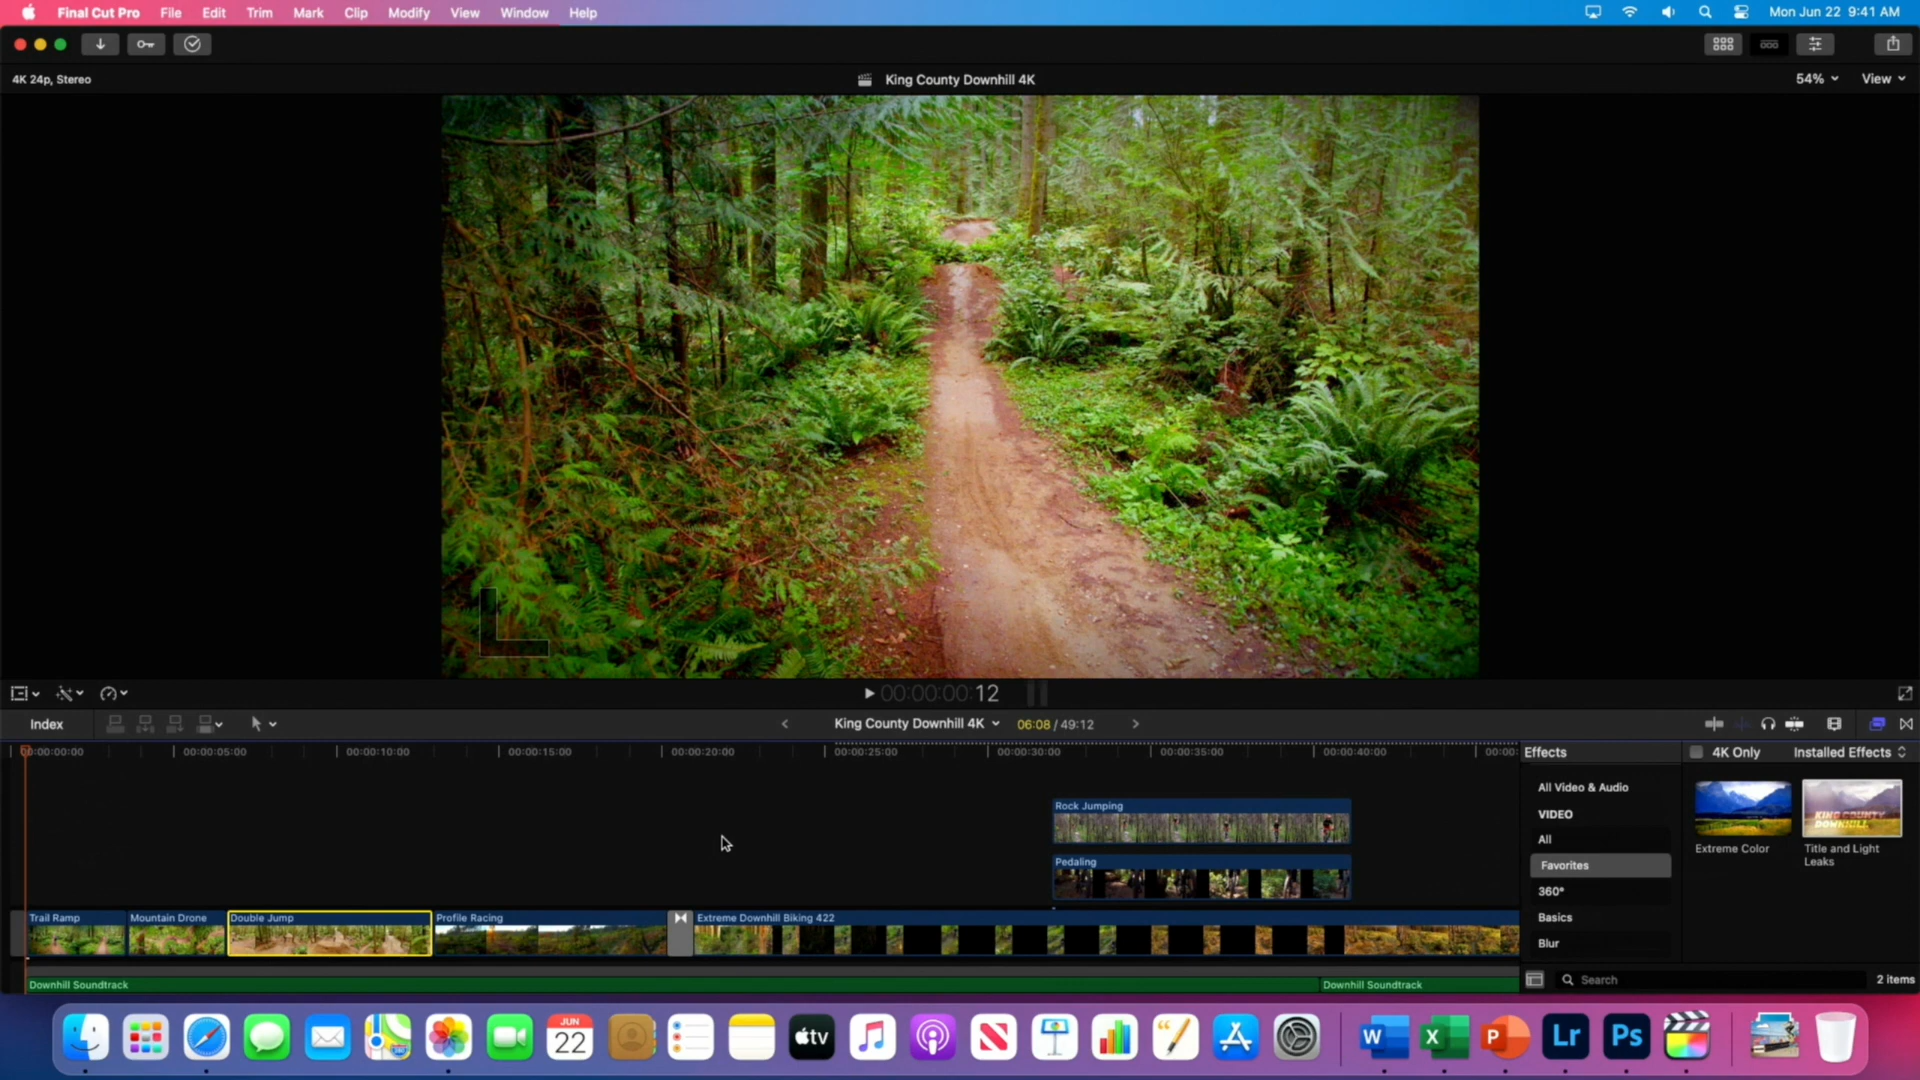 Final Cut Pro File Edit Trim Mark Clip Modify View Window Help Mon Jun 22 9:41 AM
4K 24p, Stereo King County Downhill 4K 54% View
00:00:00:12
Index King County Downhill 4K 06:08 / 49:12
00:00:00:00 00:00:05:00 00:00:10:00 00:00:15:00 00:00:20:00 00:00:25:00 00:00:30:00 00:00:35:00 00:00:40:00
Effects 4K Only Installed Effects
All Video & Audio
VIDEO
All
Favorites
360°
Basics
Blur
KING COUNTY
DOWNHILL
Extreme Color Title and Light
Leaks
Search 2 items
Rock Jumping
Pedaling
Trail Ramp Mountain Drone Double Jump Profile Racing Extreme Downhill Biking 422
Downhill Soundtrack Downhill Soundtrack
JUN
22
tv
W X P Lr Ps